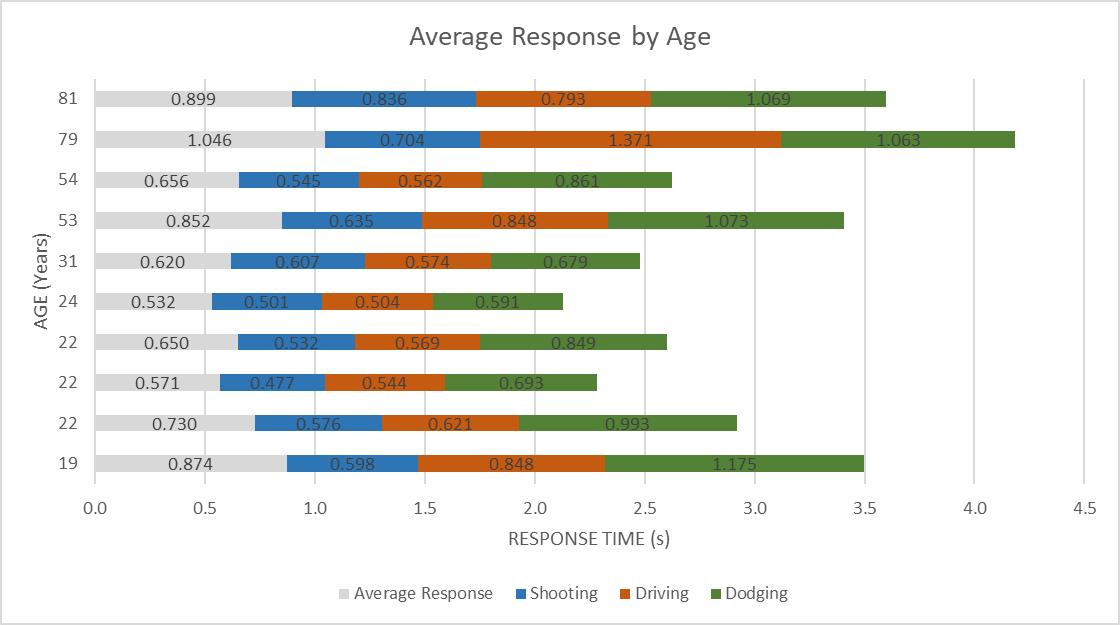 Average Response by Age
81 0.899 0.836 0.793 1.069
79 1.046 0.704 1.371 1.063
54 0.656 0.545 0.562 0.861
53 0.852 0.635 0.848 1.073
31 0.620 0.607 0.574 0.679
24 0.532 0.501 0.504 0.591
22 0.650 0.532 0.569 0.849
22 0.571 0.477 0.544 0.693
22 0.730 0.576 0.621 0.993
19 0.874 0.598 0.848 1.175
AGE (Years)
0.0 0.5 1.0 1.5 2.0 2.5 3.0 3.5 4.0 4.5
RESPONSE TIME (s)
Average Response Shooting Driving Dodging